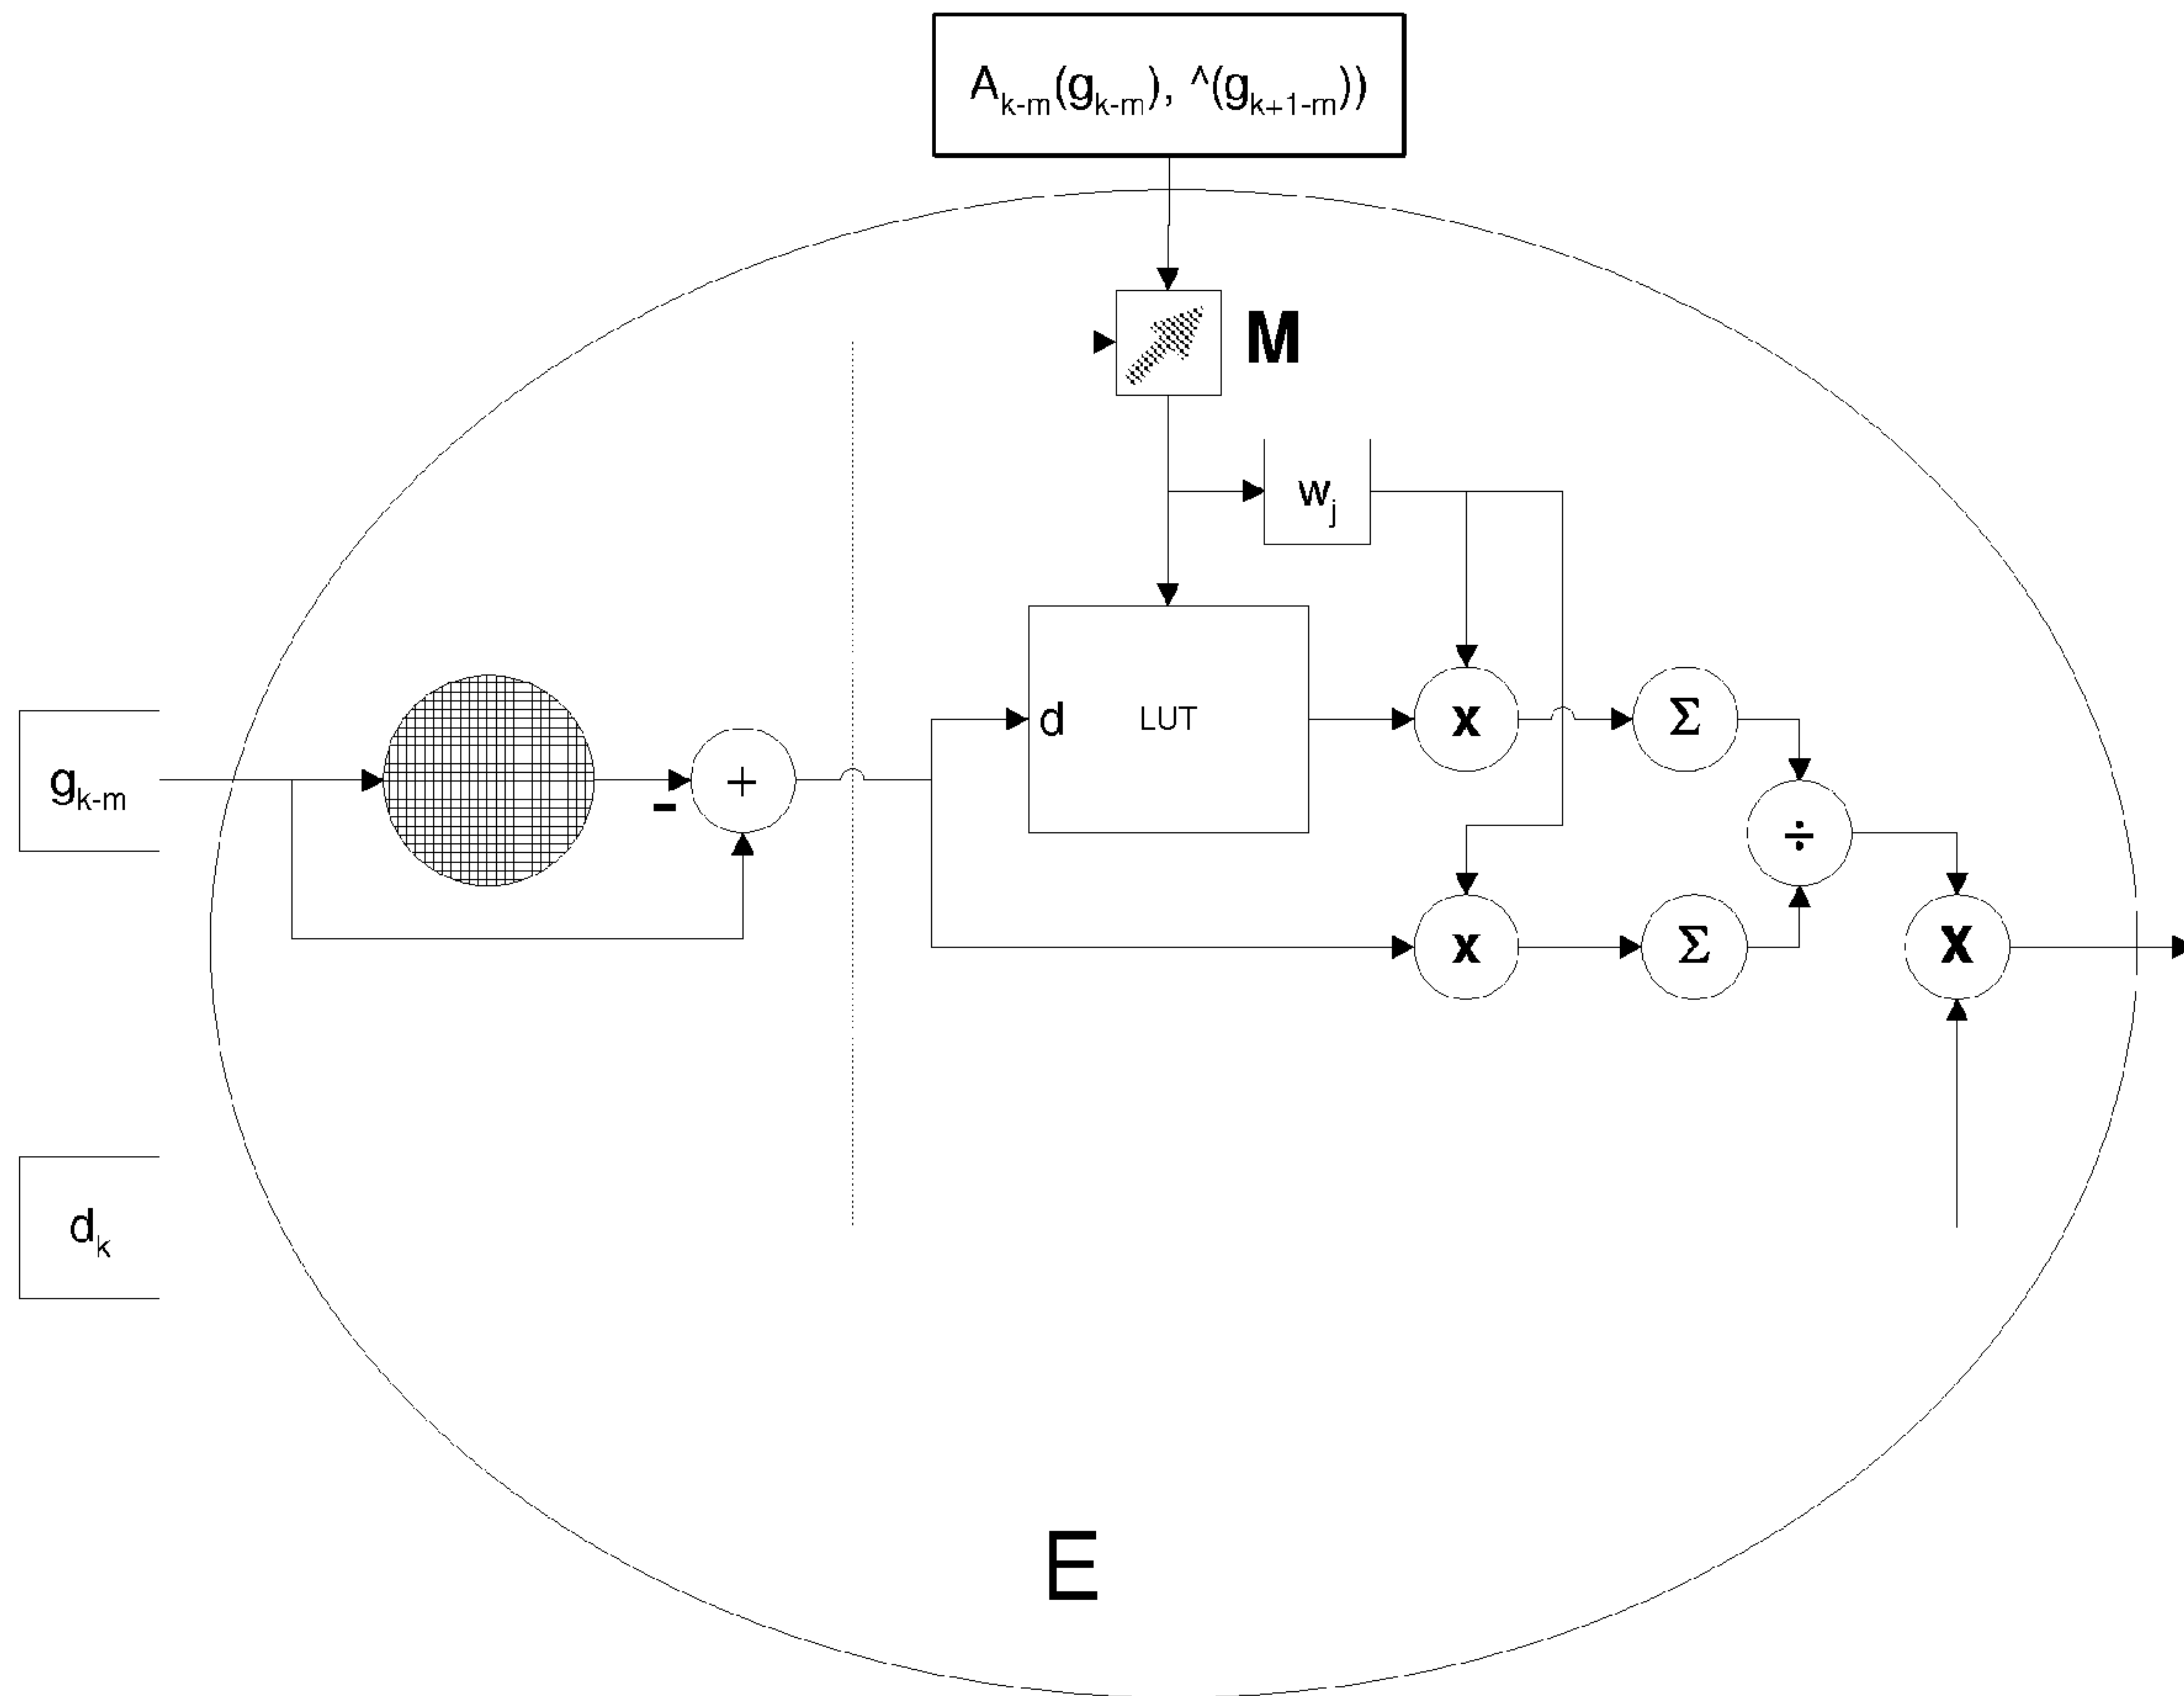 A_{k-m}(g_{k-m}), ^(g_{k+1-m}))
M
w_j
d LUT
x
Σ
g_{k-m}
-
+
÷
x
Σ
x
d_k
E